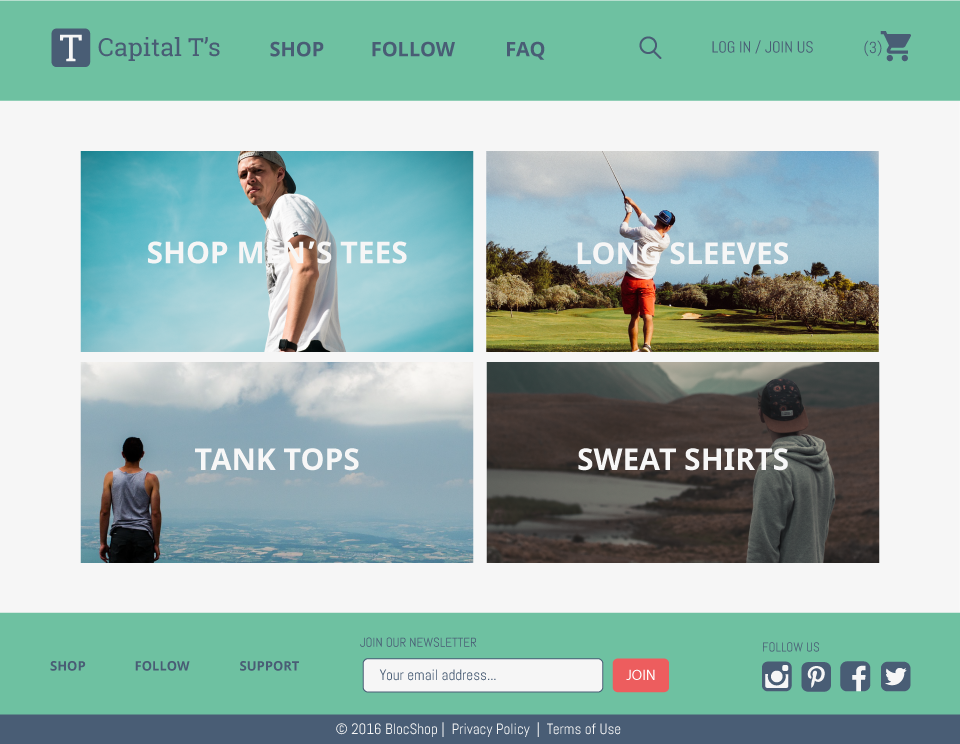 T Capital T's SHOP FOLLOW FAQ LOG IN / JOIN US (3)
SHOP MEN'S TEES
LONG SLEEVES
TANK TOPS
SWEAT SHIRTS
JOIN OUR NEWSLETTER
FOLLOW US
SHOP FOLLOW SUPPORT Your email address... JOIN
© 2016 BlocShop | Privacy Policy | Terms of Use